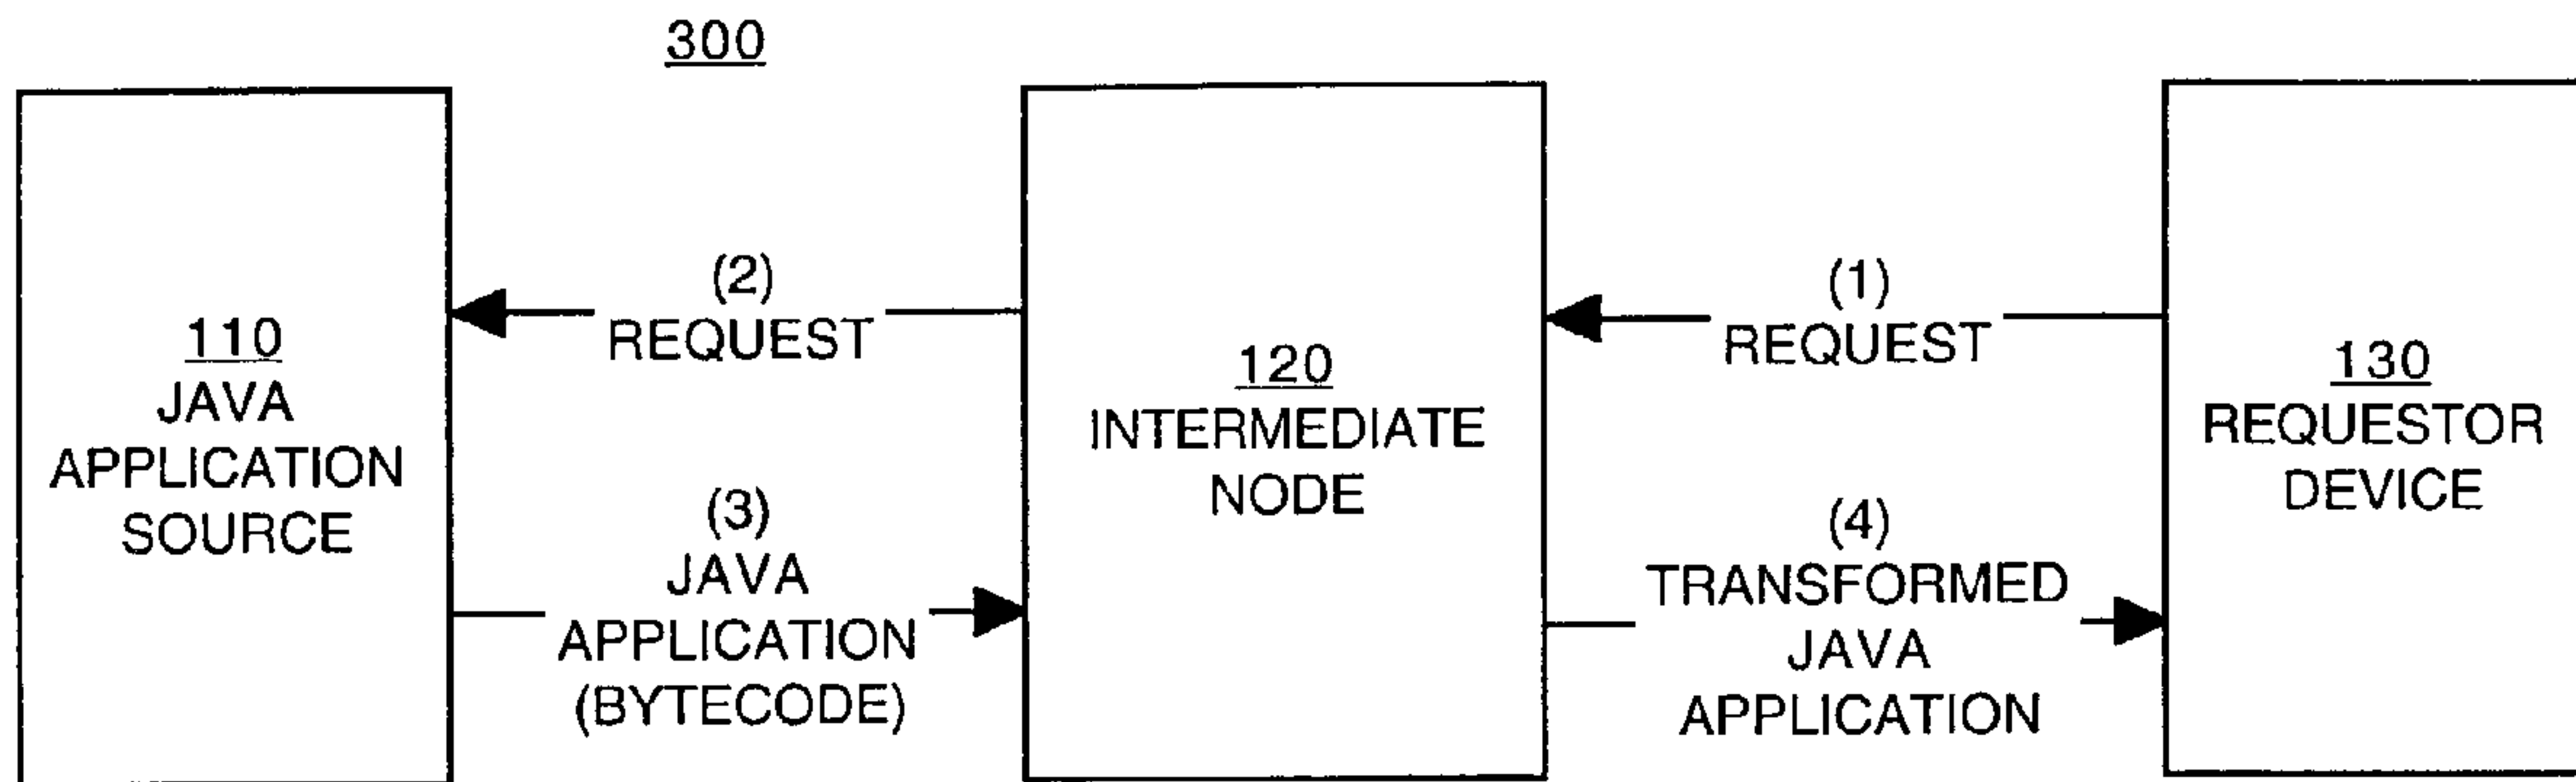 300
110
JAVA
APPLICATION
SOURCE
(2)
REQUEST
(3)
JAVA
APPLICATION
(BYTECODE)
120
INTERMEDIATE
NODE
(1)
REQUEST
(4)
TRANSFORMED
JAVA
APPLICATION
130
REQUESTOR
DEVICE